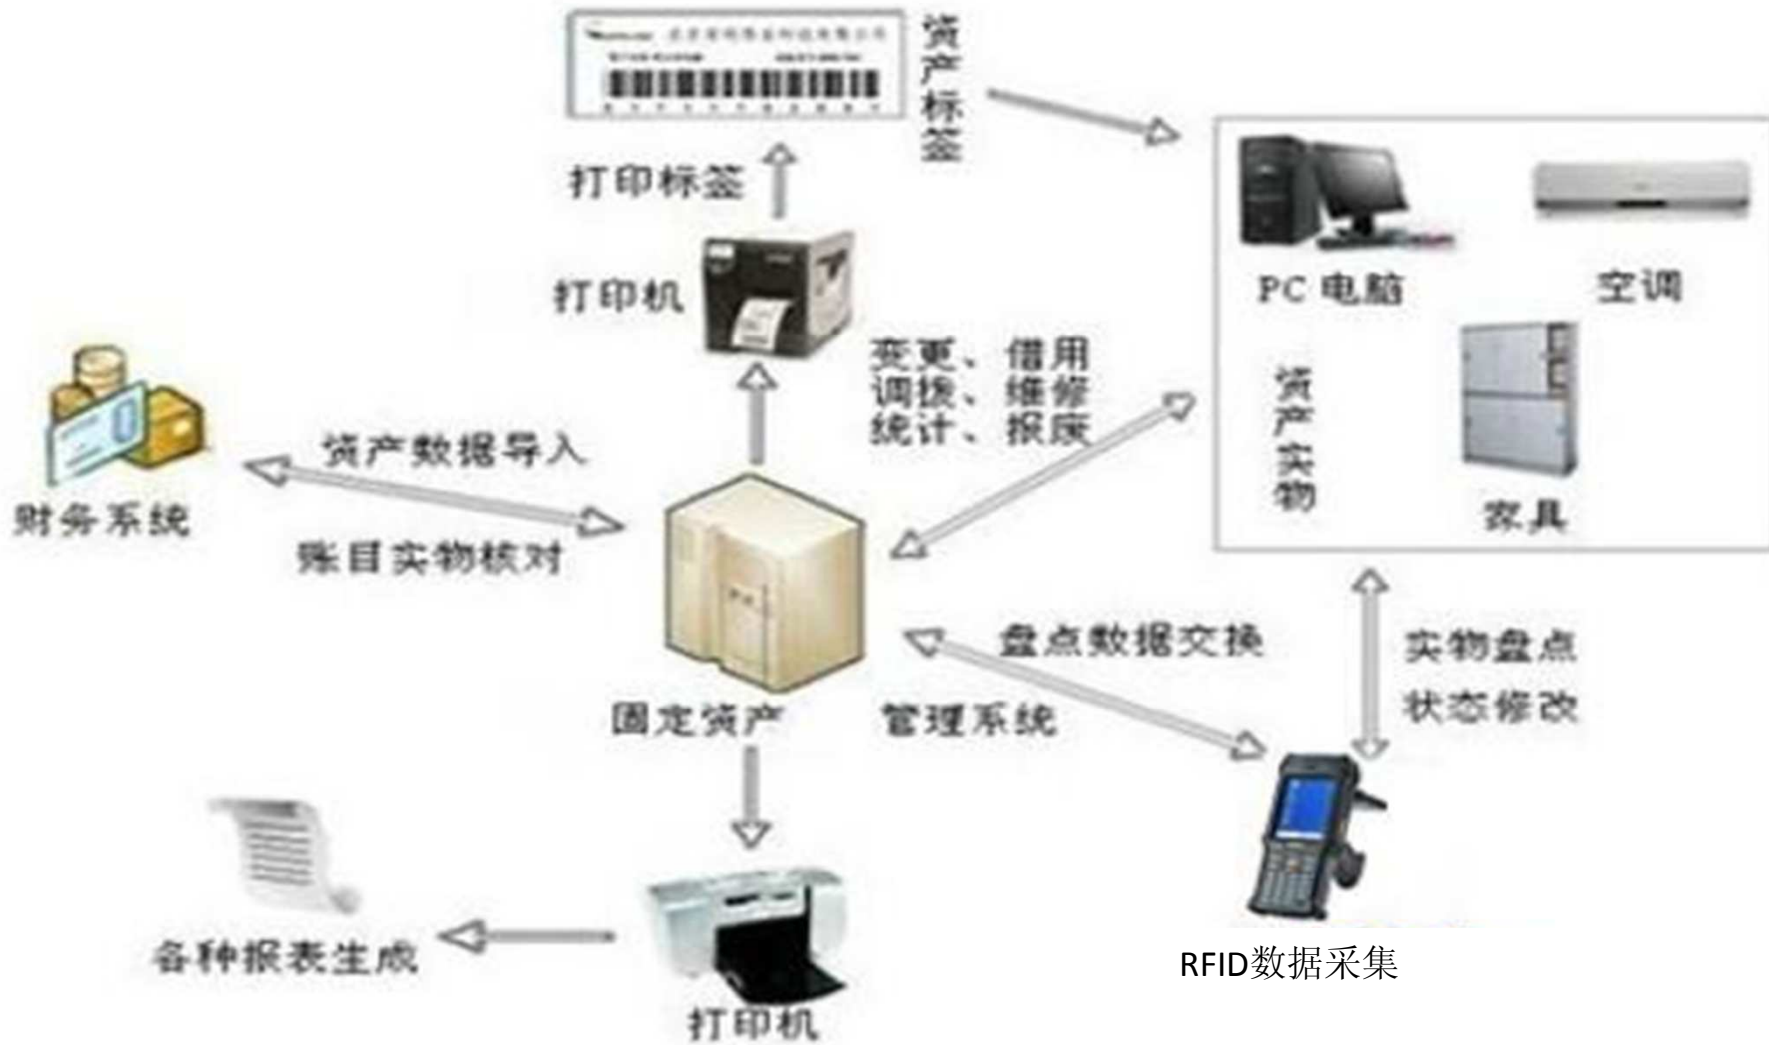 资产标签
打印标签
打印机
PC 电脑
空调
变更、借用
调拨、维修
统计、报废
资产实物
家具
资产数据导入
财务系统
账目实物核对
盘点数据交换
实物盘点
状态修改
固定资产 管理系统
各种报表生成
RFID数据采集
打印机